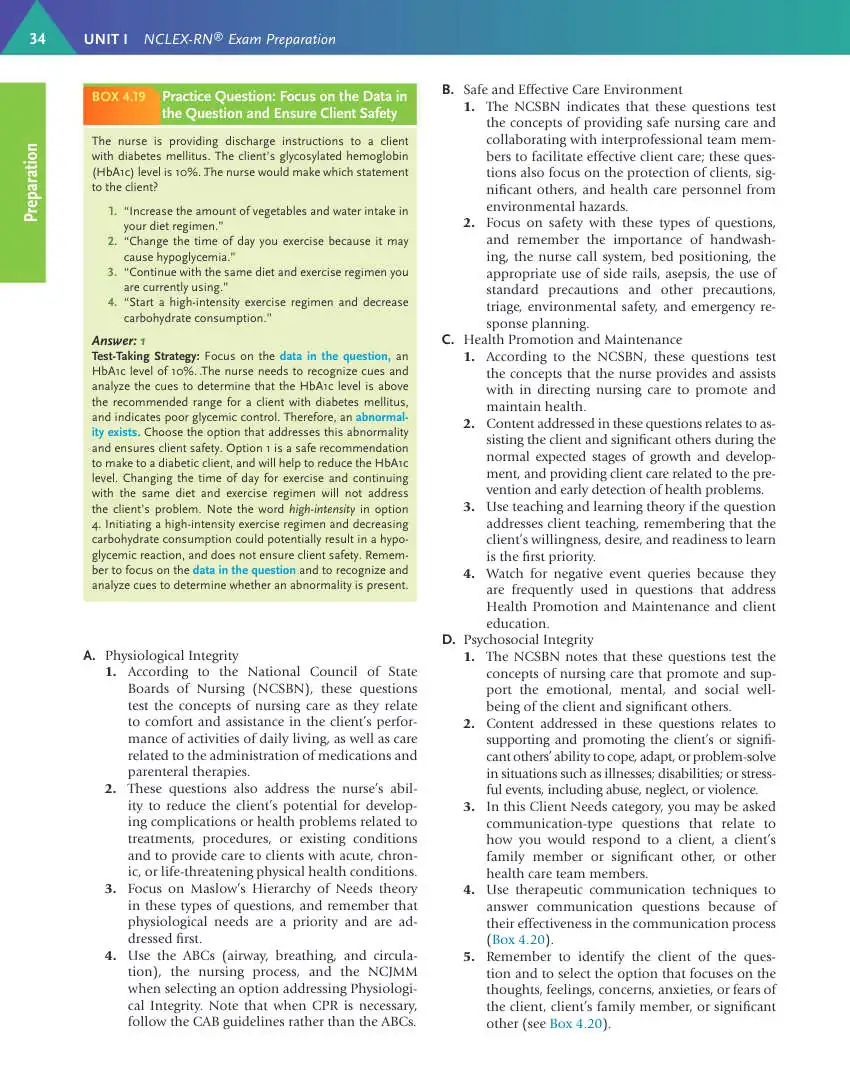 34 UNIT I NCLEX-RN® Exam Preparation
Preparation
BOX 4.19 Practice Question: Focus on the Data in
the Question and Ensure Client Safety
The nurse is providing discharge instructions to a client
with diabetes mellitus. The client's glycosylated hemoglobin
(HbA1c) level is 10%. .The nurse would make which statement
to the client?
1. "Increase the amount of vegetables and water intake in
your diet regimen."
2. "Change the time of day you exercise because it may
cause hypoglycemia."
3. "Continue with the same diet and exercise regimen you
are currently using."
4. "Start a high-intensity exercise regimen and decrease
carbohydrate consumption."
Answer: 1
Test-Taking Strategy: Focus on the data in the question, an
HbA1c level of 10%. .The nurse needs to recognize cues and
analyze the cues to determine that the HbA1c level is above
the recommended range for a client with diabetes mellitus,
and indicates poor glycemic control. Therefore, an abnormal-
ity exists. Choose the option that addresses this abnormality
and ensures client safety. Option 1 is a safe recommendation
to make to a diabetic client, and will help to reduce the HbA1c
level. Changing the time of day for exercise and continuing
with the same diet and exercise regimen will not address
the client's problem. Note the word high-intensity in option
4. Initiating a high-intensity exercise regimen and decreasing
carbohydrate consumption could potentially result in a hypo-
glycemic reaction, and does not ensure client safety. Remem-
ber to focus on the data in the question and to recognize and
analyze cues to determine whether an abnormality is present.
A. Physiological Integrity
1. According to the National Council of State
Boards of Nursing (NCSBN), these questions
test the concepts of nursing care as they relate
to comfort and assistance in the client's perfor-
mance of activities of daily living, as well as care
related to the administration of medications and
parenteral therapies.
2. These questions also address the nurse's abil-
ity to reduce the client's potential for develop-
ing complications or health problems related to
treatments, procedures, or existing conditions
and to provide care to clients with acute, chron-
ic, or life-threatening physical health conditions.
3. Focus on Maslow's Hierarchy of Needs theory
in these types of questions, and remember that
physiological needs are a priority and are ad-
dressed first.
4. Use the ABCs (airway, breathing, and circula-
tion), the nursing process, and the NCJMM
when selecting an option addressing Physiologi-
cal Integrity. Note that when CPR is necessary,
follow the CAB guidelines rather than the ABCs.
B. Safe and Effective Care Environment
1. The NCSBN indicates that these questions test
the concepts of providing safe nursing care and
collaborating with interprofessional team mem-
bers to facilitate effective client care; these ques-
tions also focus on the protection of clients, sig-
nificant others, and health care personnel from
environmental hazards.
2. Focus on safety with these types of questions,
and remember the importance of handwash-
ing, the nurse call system, bed positioning, the
appropriate use of side rails, asepsis, the use of
standard precautions and other precautions,
triage, environmental safety, and emergency re-
sponse planning.
C. Health Promotion and Maintenance
1. According to the NCSBN, these questions test
the concepts that the nurse provides and assists
with in directing nursing care to promote and
maintain health.
2. Content addressed in these questions relates to as-
sisting the client and significant others during the
normal expected stages of growth and develop-
ment, and providing client care related to the pre-
vention and early detection of health problems.
3. Use teaching and learning theory if the question
addresses client teaching, remembering that the
client's willingness, desire, and readiness to learn
is the first priority.
4. Watch for negative event queries because they
are frequently used in questions that address
Health Promotion and Maintenance and client
education.
D. Psychosocial Integrity
1. The NCSBN notes that these questions test the
concepts of nursing care that promote and sup-
port the emotional, mental, and social well-
being of the client and significant others.
2. Content addressed in these questions relates to
supporting and promoting the client's or signifi-
cant others' ability to cope, adapt, or problem-solve
in situations such as illnesses; disabilities; or stress-
ful events, including abuse, neglect, or violence.
3. In this Client Needs category, you may be asked
communication-type questions that relate to
how you would respond to a client, a client's
family member or significant other, or other
health care team members.
4. Use therapeutic communication techniques to
answer communication questions because of
their effectiveness in the communication process
(Box 4.20).
5. Remember to identify the client of the ques-
tion and to select the option that focuses on the
thoughts, feelings, concerns, anxieties, or fears of
the client, client's family member, or significant
other (see Box 4.20).